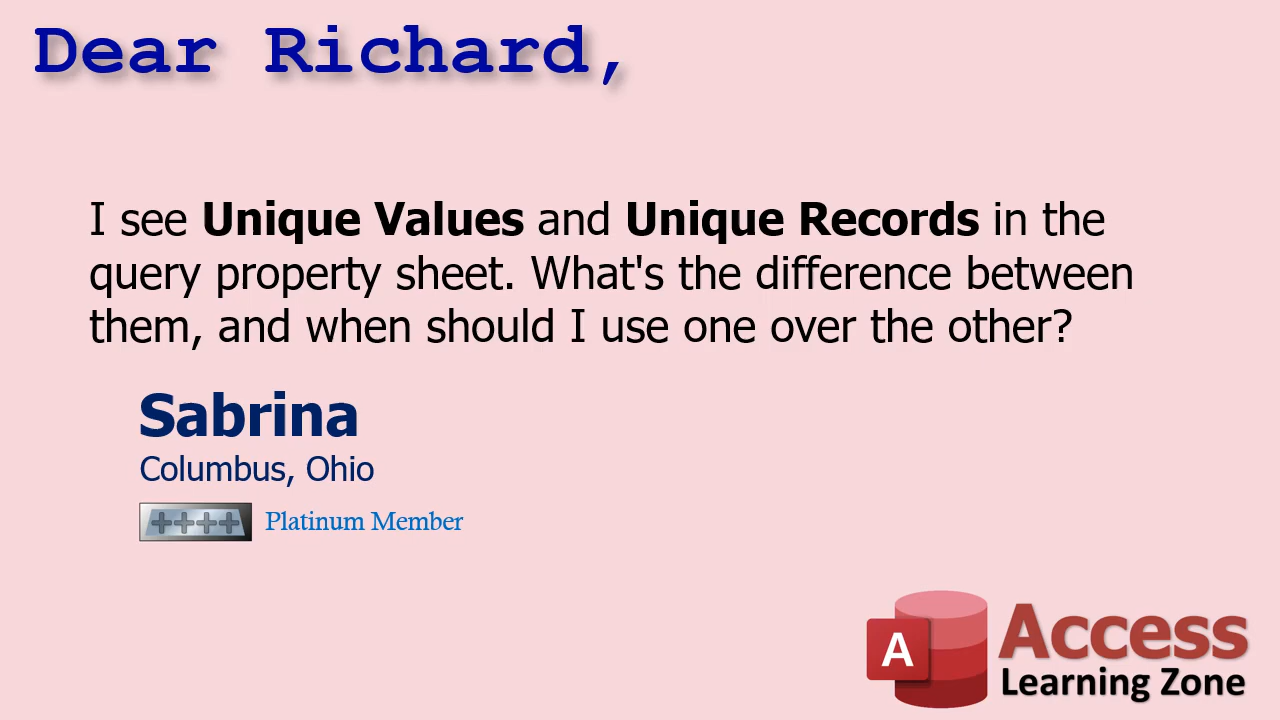 Dear Richard,
I see Unique Values and Unique Records in the
query property sheet. What's the difference between
them, and when should I use one over the other?
Sabrina
Columbus, Ohio
Platinum Member
A
Access
Learning Zone